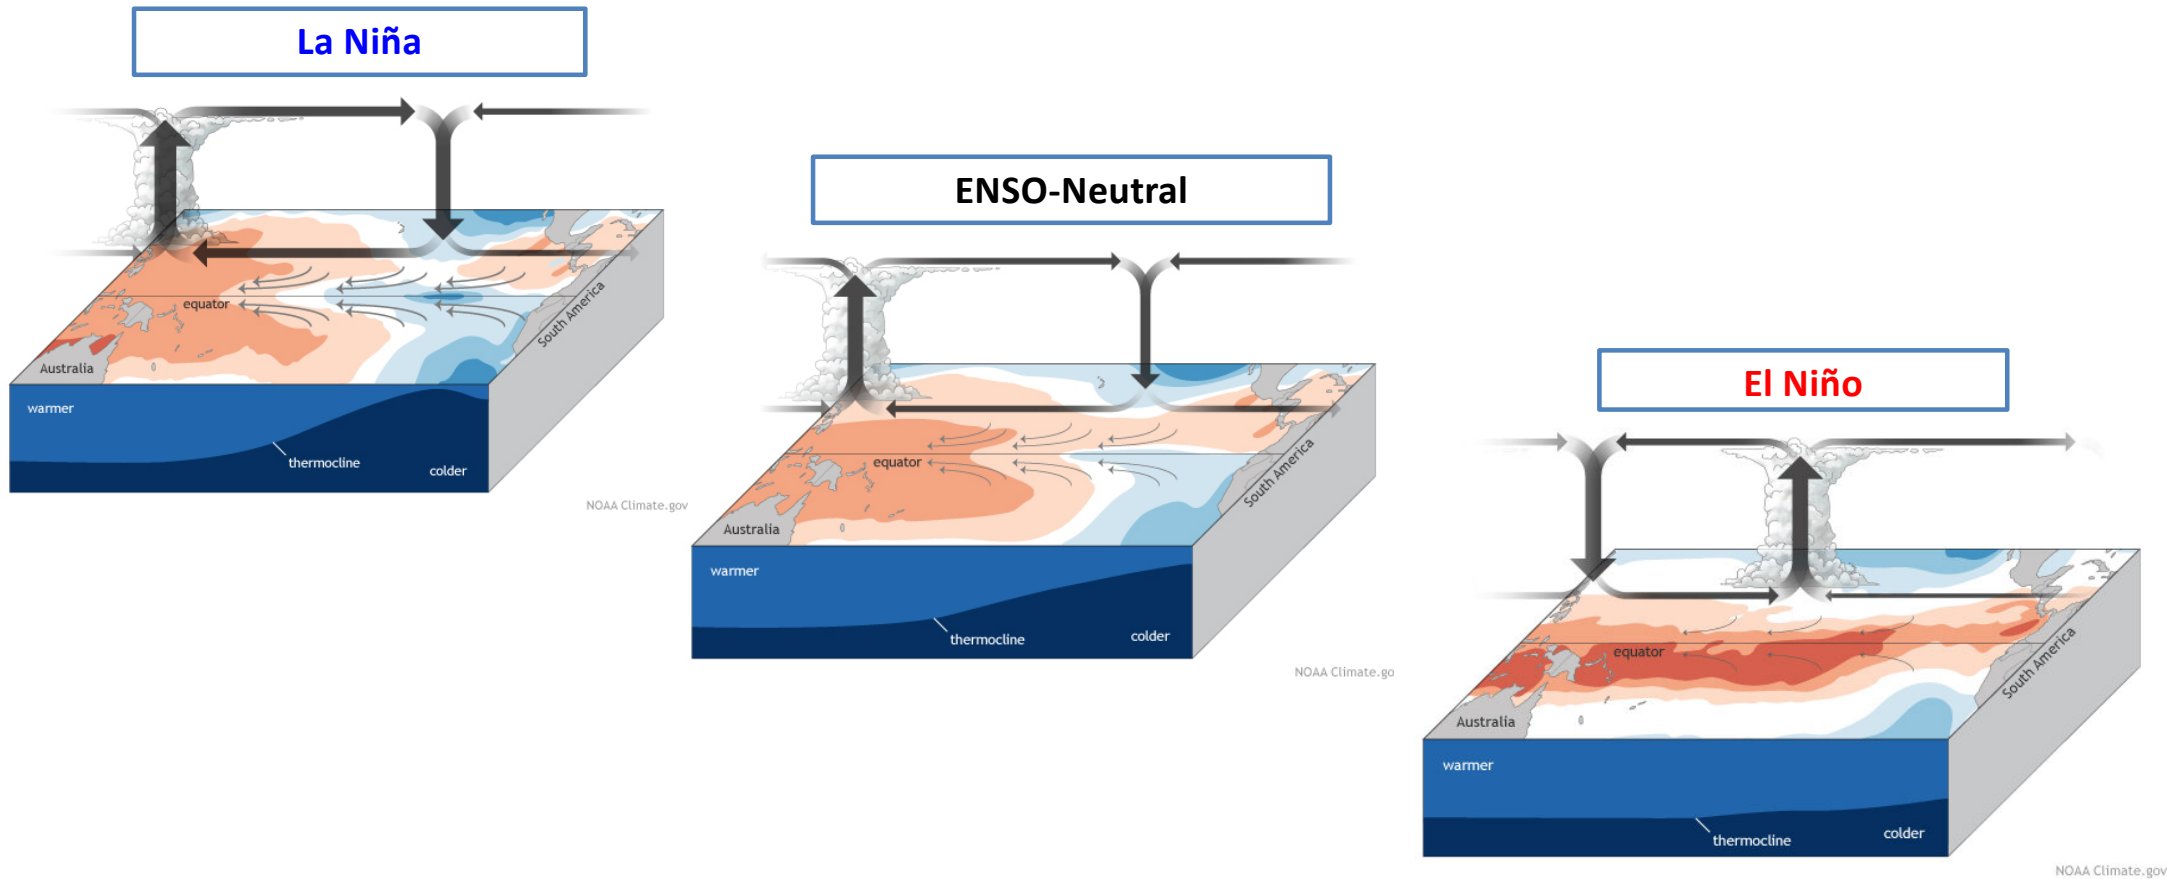 La Niña
equator
South America
Australia
warmer
thermocline
colder
NOAA Climate.gov
ENSO-Neutral
equator
South America
Australia
warmer
thermocline
colder
NOAA Climate.go
El Niño
equator
South America
Australia
warmer
thermocline
colder
NOAA Climate.gov